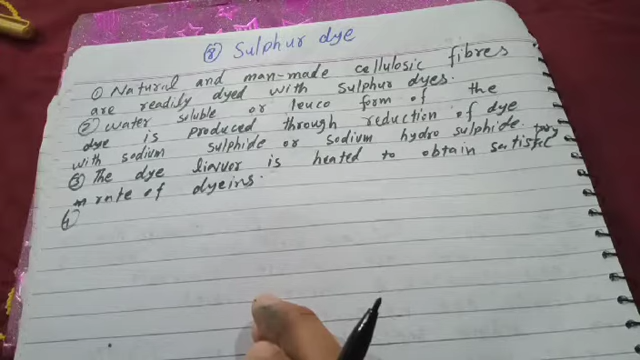 ⑧ Sulphur dye
① Natural and man-made cellulosic fibres
are readily dyed with sulphur dyes.
② Water soluble or leuco form of the
dye is produced through reduction of dye
with sodium sulphide or sodium hydro sulphide.
③ The dye liquor is heated to obtain satisfac tory
rate of dyeing.
④